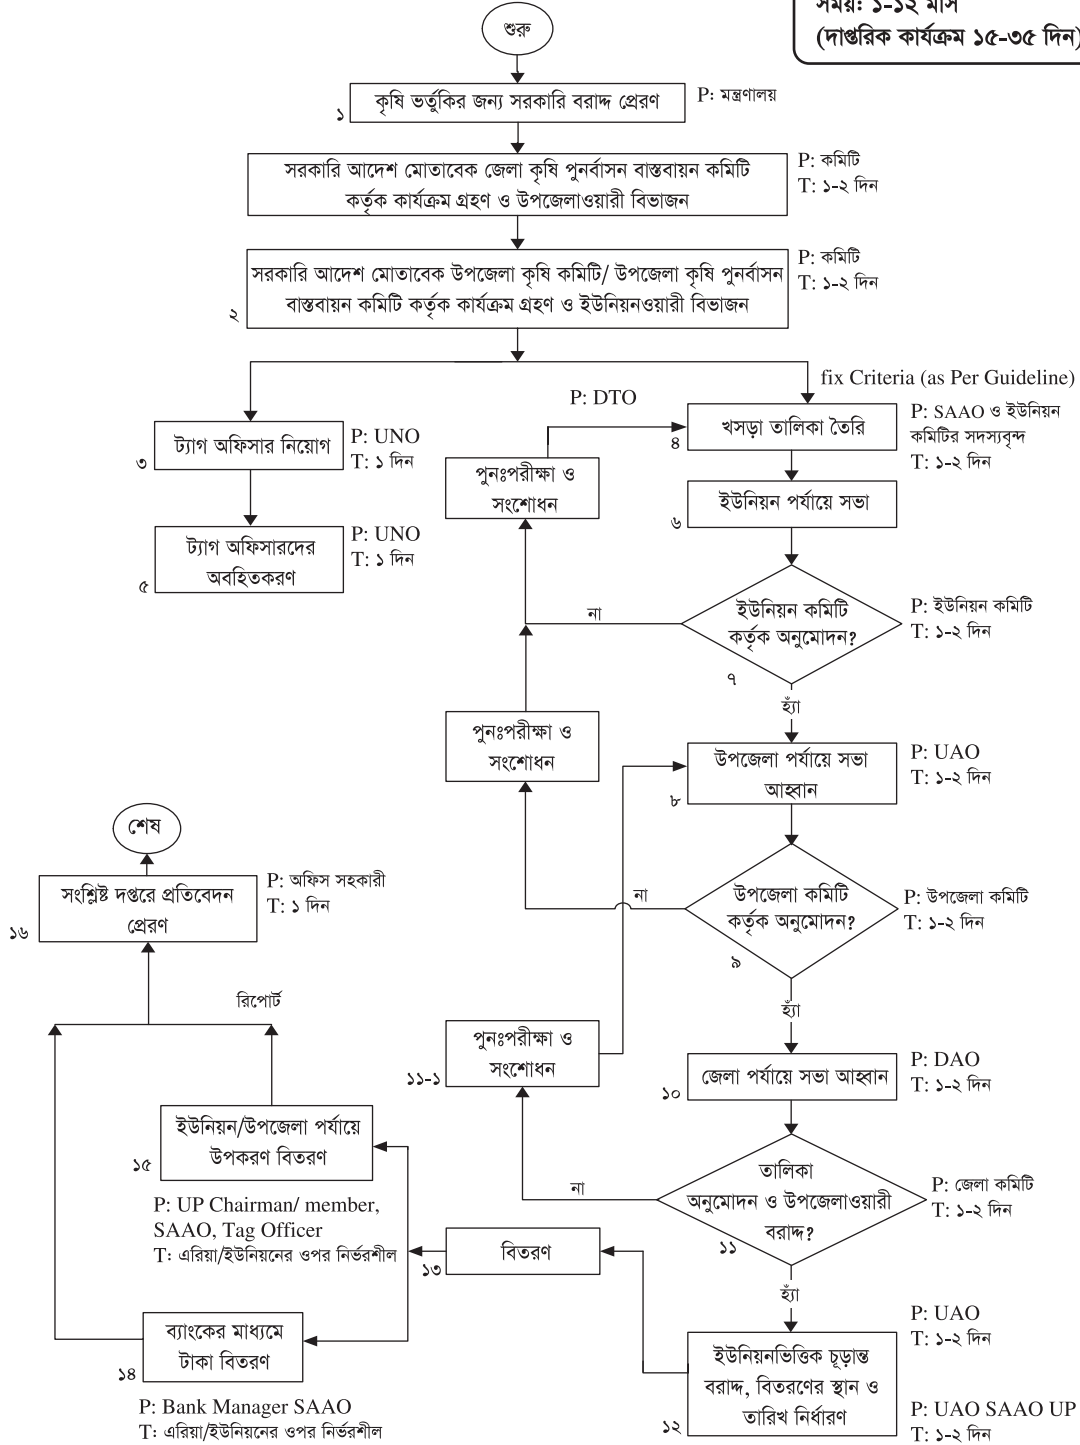 সময়: ১-১২ মাস
(দাপ্তরিক কার্যক্রম ১৫-৩৫ দিন)
শুরু
কৃষি ভর্তুকির জন্য সরকারি বরাদ্দ প্রেরণ
১
P: মন্ত্রণালয়
সরকারি আদেশ মোতাবেক জেলা কৃষি পুনর্বাসন বাস্তবায়ন কমিটি
কর্তৃক কার্যক্রম গ্রহণ ও উপজেলাওয়ারী বিভাজন
P: কমিটি
T: ১-২ দিন
সরকারি আদেশ মোতাবেক উপজেলা কৃষি কমিটি/ উপজেলা কৃষি পুনর্বাসন
বাস্তবায়ন কমিটি কর্তৃক কার্যক্রম গ্রহণ ও ইউনিয়নওয়ারী বিভাজন
২
P: কমিটি
T: ১-২ দিন
fix Criteria (as Per Guideline)
P: DTO
ট্যাগ অফিসার নিয়োগ
৩
P: UNO
T: ১ দিন
পুনঃপরীক্ষা ও
সংশোধন
খসড়া তালিকা তৈরি
৪
P: SAAO ও ইউনিয়ন
কমিটির সদস্যবৃন্দ
T: ১-২ দিন
ট্যাগ অফিসারদের
অবহিতকরণ
৫
P: UNO
T: ১ দিন
ইউনিয়ন পর্যায়ে সভা
৬
না
ইউনিয়ন কমিটি
কর্তৃক অনুমোদন?
৭
P: ইউনিয়ন কমিটি
T: ১-২ দিন
হ্যাঁ
পুনঃপরীক্ষা ও
সংশোধন
উপজেলা পর্যায়ে সভা
আহ্বান
৮
P: UAO
T: ১-২ দিন
শেষ
সংশ্লিষ্ট দপ্তরে প্রতিবেদন
প্রেরণ
১৬
P: অফিস সহকারী
T: ১ দিন
না
উপজেলা কমিটি
কর্তৃক অনুমোদন?
৯
P: উপজেলা কমিটি
T: ১-২ দিন
রিপোর্ট
হ্যাঁ
পুনঃপরীক্ষা ও
সংশোধন
১১-১
জেলা পর্যায়ে সভা আহ্বান
১০
P: DAO
T: ১-২ দিন
ইউনিয়ন/উপজেলা পর্যায়ে
উপকরণ বিতরণ
১৫
P: UP Chairman/ member,
SAAO, Tag Officer
T: এরিয়া/ইউনিয়নের ওপর নির্ভরশীল
না
তালিকা
অনুমোদন ও উপজেলাওয়ারী
বরাদ্দ?
১১
P: জেলা কমিটি
T: ১-২ দিন
বিতরণ
১৩
হ্যাঁ
ব্যাংকের মাধ্যমে
টাকা বিতরণ
১৪
P: Bank Manager SAAO
T: এরিয়া/ইউনিয়নের ওপর নির্ভরশীল
P: UAO
T: ১-২ দিন
ইউনিয়নভিত্তিক চূড়ান্ত
বরাদ্দ, বিতরণের স্থান ও
তারিখ নির্ধারণ
১২
P: UAO SAAO UP
T: ১-২ দিন